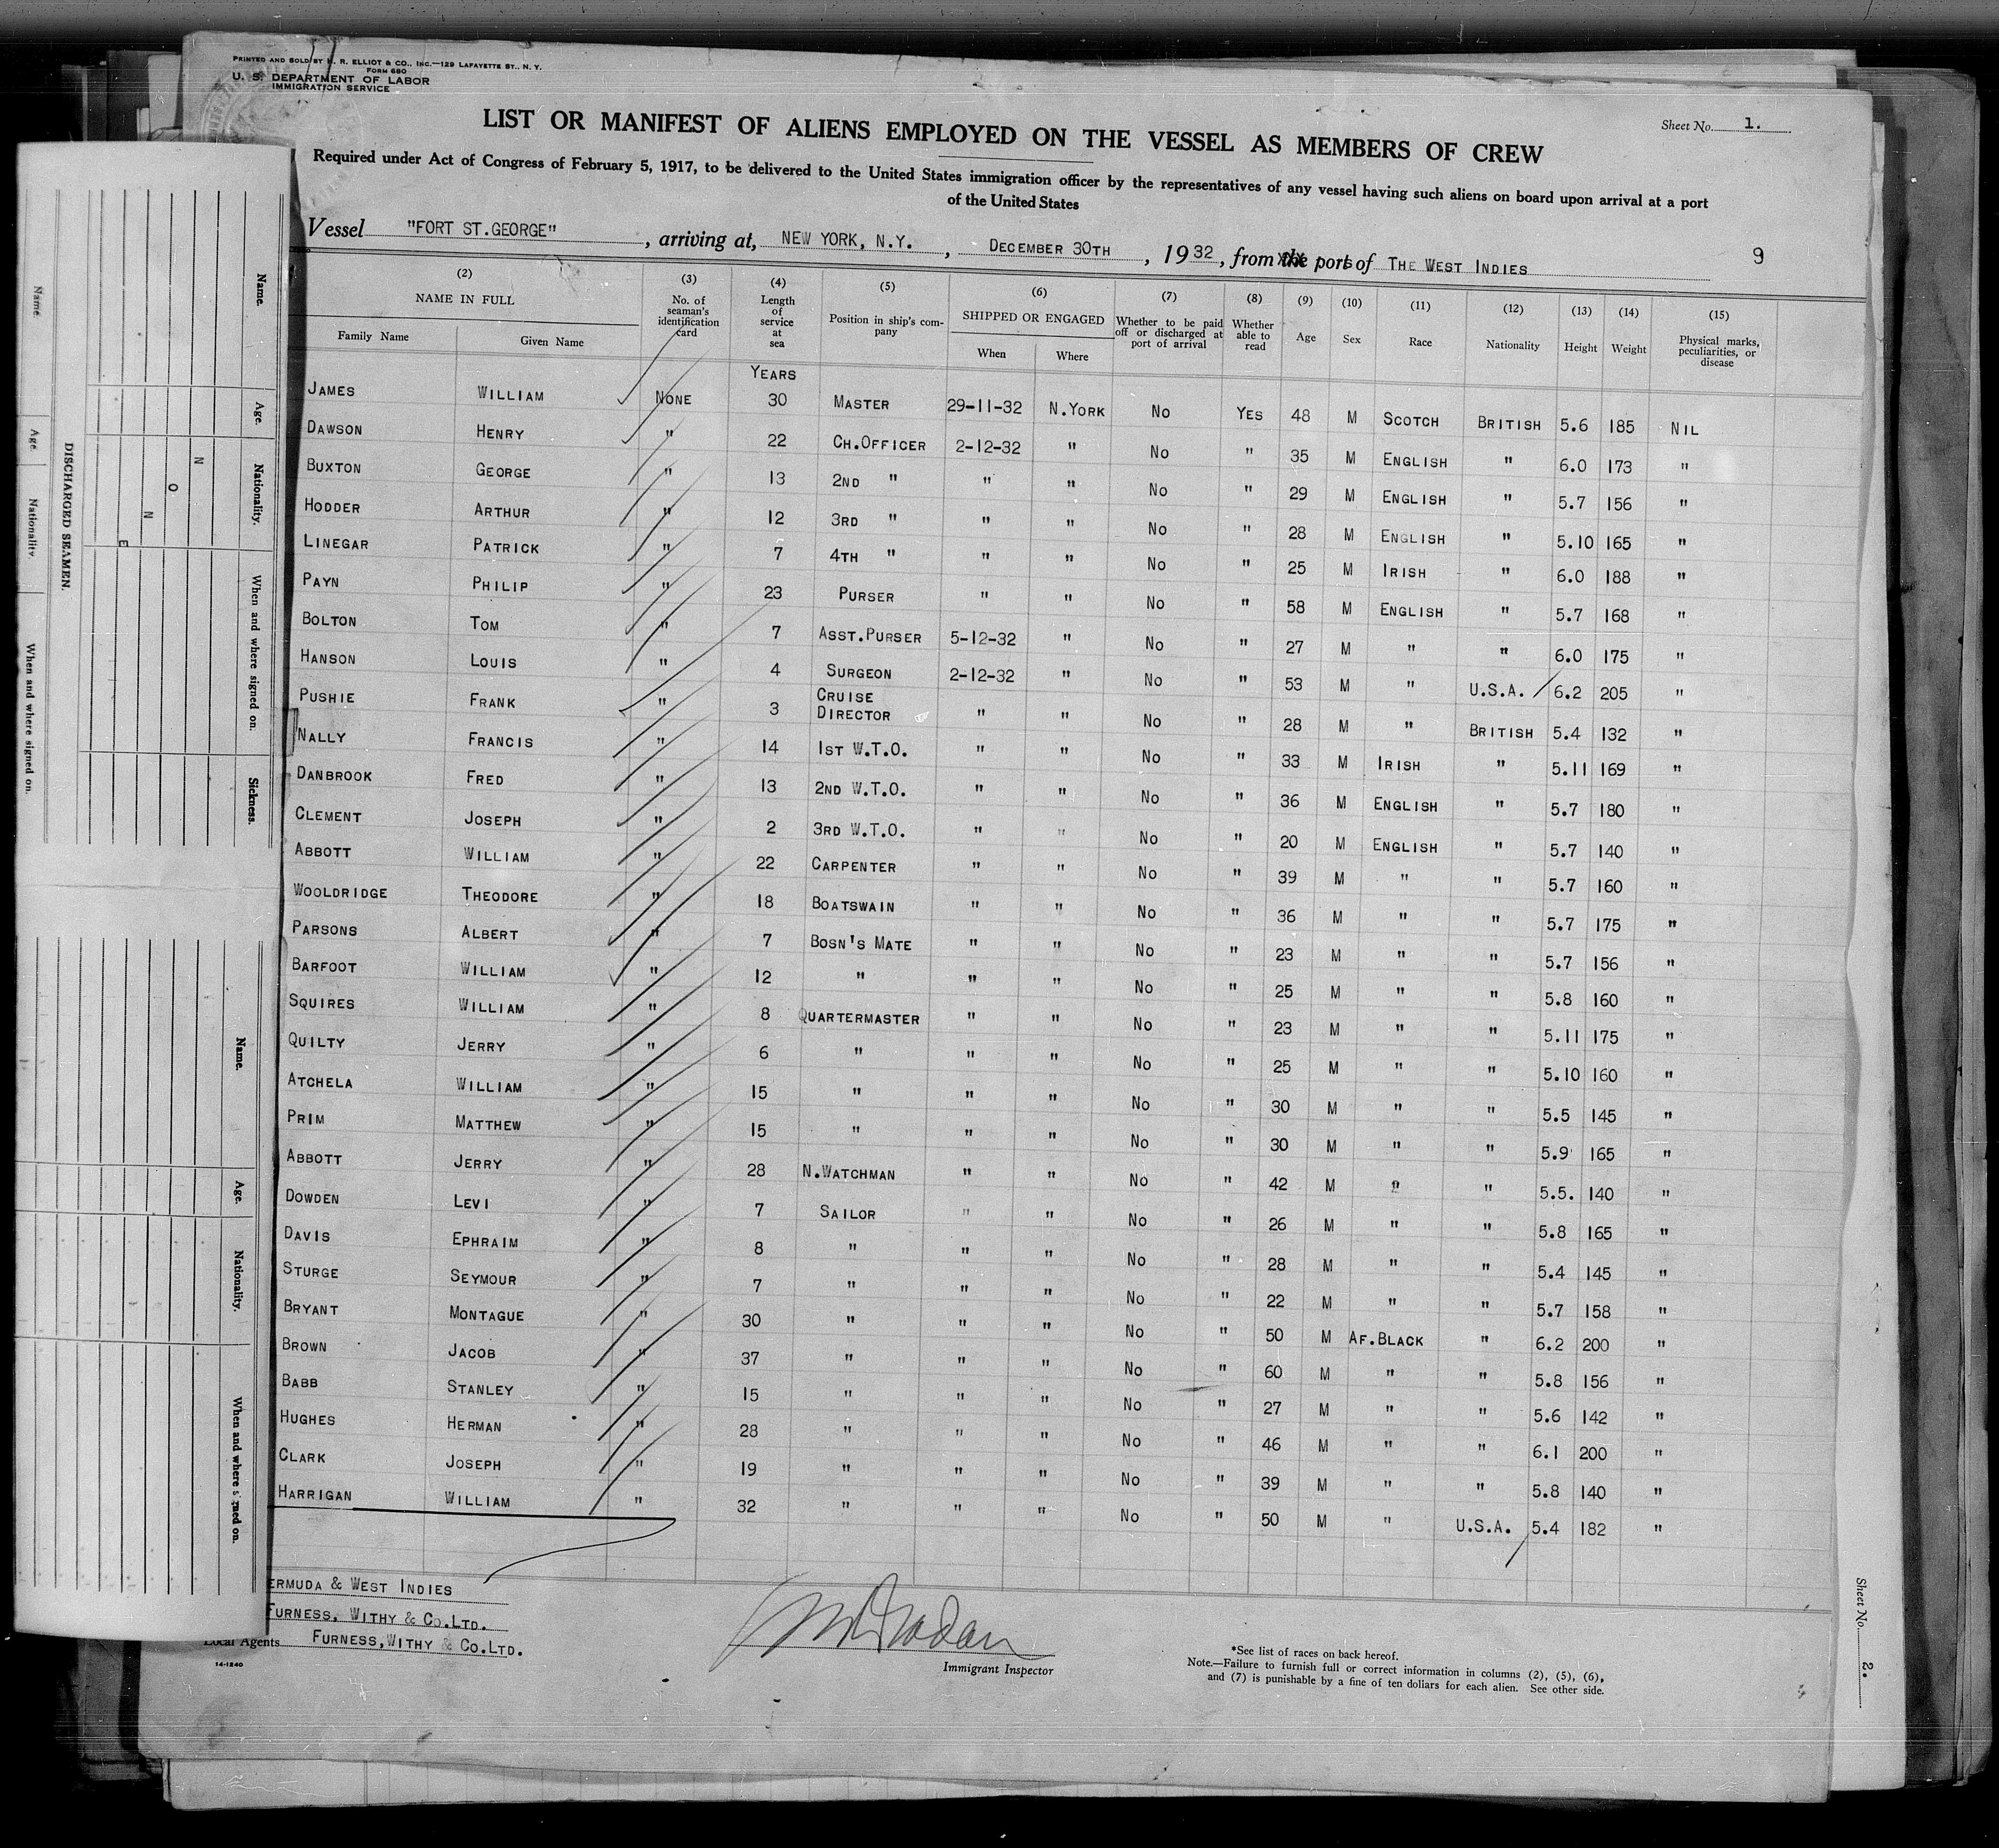 PRINTED AND SOLD BY R. ELLIOT & CO., INC.—129 LAFAYETTE ST., N. Y.
FORM 680
U. S. DEPARTMENT OF LABOR
IMMIGRATION SERVICE
Sheet No. 1.
LIST OR MANIFEST OF ALIENS EMPLOYED ON THE VESSEL AS MEMBERS OF CREW
Required under Act of Congress of February 5, 1917, to be delivered to the United States immigration officer by the representatives of any vessel having such aliens on board upon arrival at a port
of the United States
Vessel "FORT ST.GEORGE", arriving at, NEW YORK, N.Y., DECEMBER 30TH, 1932, from the ports of THE WEST INDIES 9
(2) (3) (4) (5) (6) (7) (8) (9) (10) (11) (12) (13) (14) (15)
NAME IN FULL No. of seaman's identification card Length of service at sea Position in ship's company SHIPPED OR ENGAGED Whether to be paid off or discharged at port of arrival Whether able to read Age Sex Race Nationality Height Weight Physical marks, peculiarities, or disease
Family Name Given Name When Where
YEARS
JAMES WILLIAM NONE 30 MASTER 29-11-32 N.YORK NO YES 48 M SCOTCH BRITISH 5.6 185 NIL
DAWSON HENRY " 22 CH.OFFICER 2-12-32 " NO " 35 M ENGLISH " 6.0 173 "
BUXTON GEORGE " 13 2ND " " " NO " 29 M ENGLISH " 5.7 156 "
HODDER ARTHUR " 12 3RD " " " NO " 28 M ENGLISH " 5.10 165 "
LINEGAR PATRICK " 7 4TH " " " NO " 25 M IRISH " 6.0 188 "
PAYN PHILIP " 23 PURSER " " NO " 58 M ENGLISH " 5.7 168 "
BOLTON TOM " 7 ASST.PURSER 5-12-32 " NO " 27 M " " 6.0 175 "
HANSON LOUIS " 4 SURGEON 2-12-32 " NO " 53 M " U.S.A. 6.2 205 "
PUSHIE FRANK " 3 CRUISE DIRECTOR " " NO " 28 M " BRITISH 5.4 132 "
NALLY FRANCIS " 14 1ST W.T.O. " " NO " 33 M IRISH " 5.11 169 "
DANBROOK FRED " 13 2ND W.T.O. " " NO " 36 M ENGLISH " 5.7 180 "
CLEMENT JOSEPH " 2 3RD W.T.O. " " NO " 20 M ENGLISH " 5.7 140 "
ABBOTT WILLIAM " 22 CARPENTER " " NO " 39 M " " 5.7 160 "
WOOLDRIDGE THEODORE " 18 BOATSWAIN " " NO " 36 M " " 5.7 175 "
PARSONS ALBERT " 7 BOSN'S MATE " " NO " 23 M " " 5.7 156 "
BARFOOT WILLIAM " 12 " " " NO " 25 M " " 5.8 160 "
SQUIRES WILLIAM " 8 QUARTERMASTER " " NO " 23 M " " 5.11 175 "
QUILTY JERRY " 6 " " " NO " 25 M " " 5.10 160 "
ATCHELA WILLIAM " 15 " " " NO " 30 M " " 5.5 145 "
PRIM MATTHEW " 15 " " " NO " 30 M " " 5.9 165 "
ABBOTT JERRY " 28 N.WATCHMAN " " NO " 42 M " " 5.5. 140 "
DOWDEN LEVI " 7 SAILOR " " NO " 26 M " " 5.8 165 "
DAVIS EPHRAIM " 8 " " " NO " 28 M " " 5.4 145 "
STURGE SEYMOUR " 7 " " " NO " 22 M " " 5.7 158 "
BRYANT MONTAGUE " 30 " " " NO " 50 M AF.BLACK " 6.2 200 "
BROWN JACOB " 37 " " " NO " 60 M " " 5.8 156 "
BABB STANLEY " 15 " " " NO " 27 M " " 5.6 142 "
HUGHES HERMAN " 28 " " " NO " 46 M " " 6.1 200 "
CLARK JOSEPH " 19 " " " NO " 39 M " " 5.8 140 "
HARRIGAN WILLIAM " 32 " " " NO " 50 M " U.S.A. 5.4 182 "
ERMUDA & WEST INDIES
FURNESS, WITHY & CO.LTD.
Local Agents FURNESS,WITHY & CO.LTD.
14-1240
Immigrant Inspector
*See list of races on back hereof.
Note.—Failure to furnish full or correct information in columns (2), (5), (6),
and (7) is punishable by a fine of ten dollars for each alien. See other side.
Sheet No. 2.
DISCHARGED SEAMEN.
Name. Age. Nationality. When and where signed on. Sickness.
N O N E
Name. Age. Nationality. When and where signed on.
Name. Age. Nationality. When and where signed on.